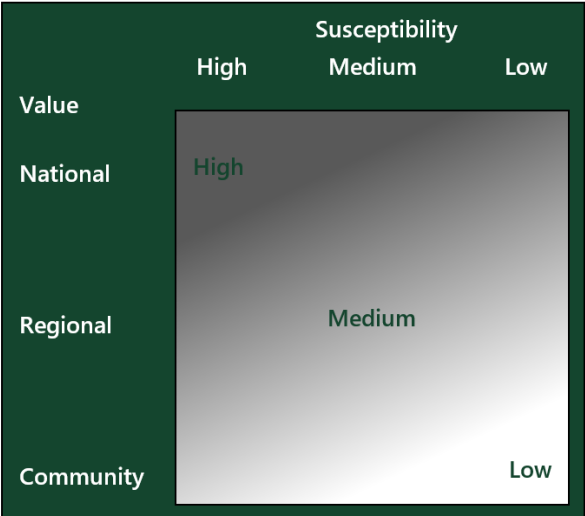 Susceptibility
High Medium Low
Value
National High
Regional Medium
Community Low